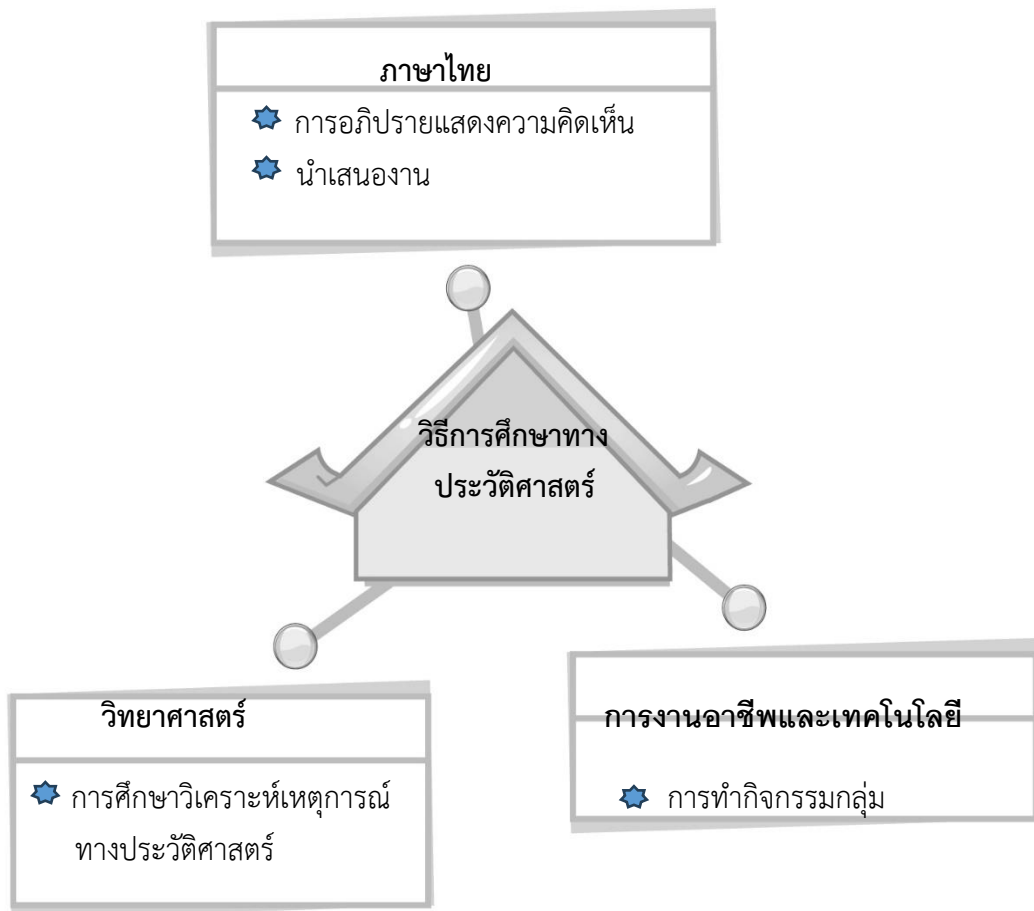 ภาษาไทย
การอภิปรายแสดงความคิดเห็น
นำเสนองาน
วิธีการศึกษาทาง
ประวัติศาสตร์
วิทยาศาสตร์
การศึกษาวิเคราะห์เหตุการณ์
ทางประวัติศาสตร์
การงานอาชีพและเทคโนโลยี
การทำกิจกรรมกลุ่ม